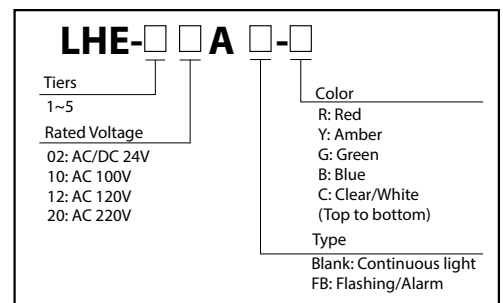 LHE-□ □ A □-□
Tiers
1~5
Rated Voltage
02: AC/DC 24V
10: AC 100V
12: AC 120V
20: AC 220V
Color
R: Red
Y: Amber
G: Green
B: Blue
C: Clear/White
(Top to bottom)
Type
Blank: Continuous light
FB: Flashing/Alarm